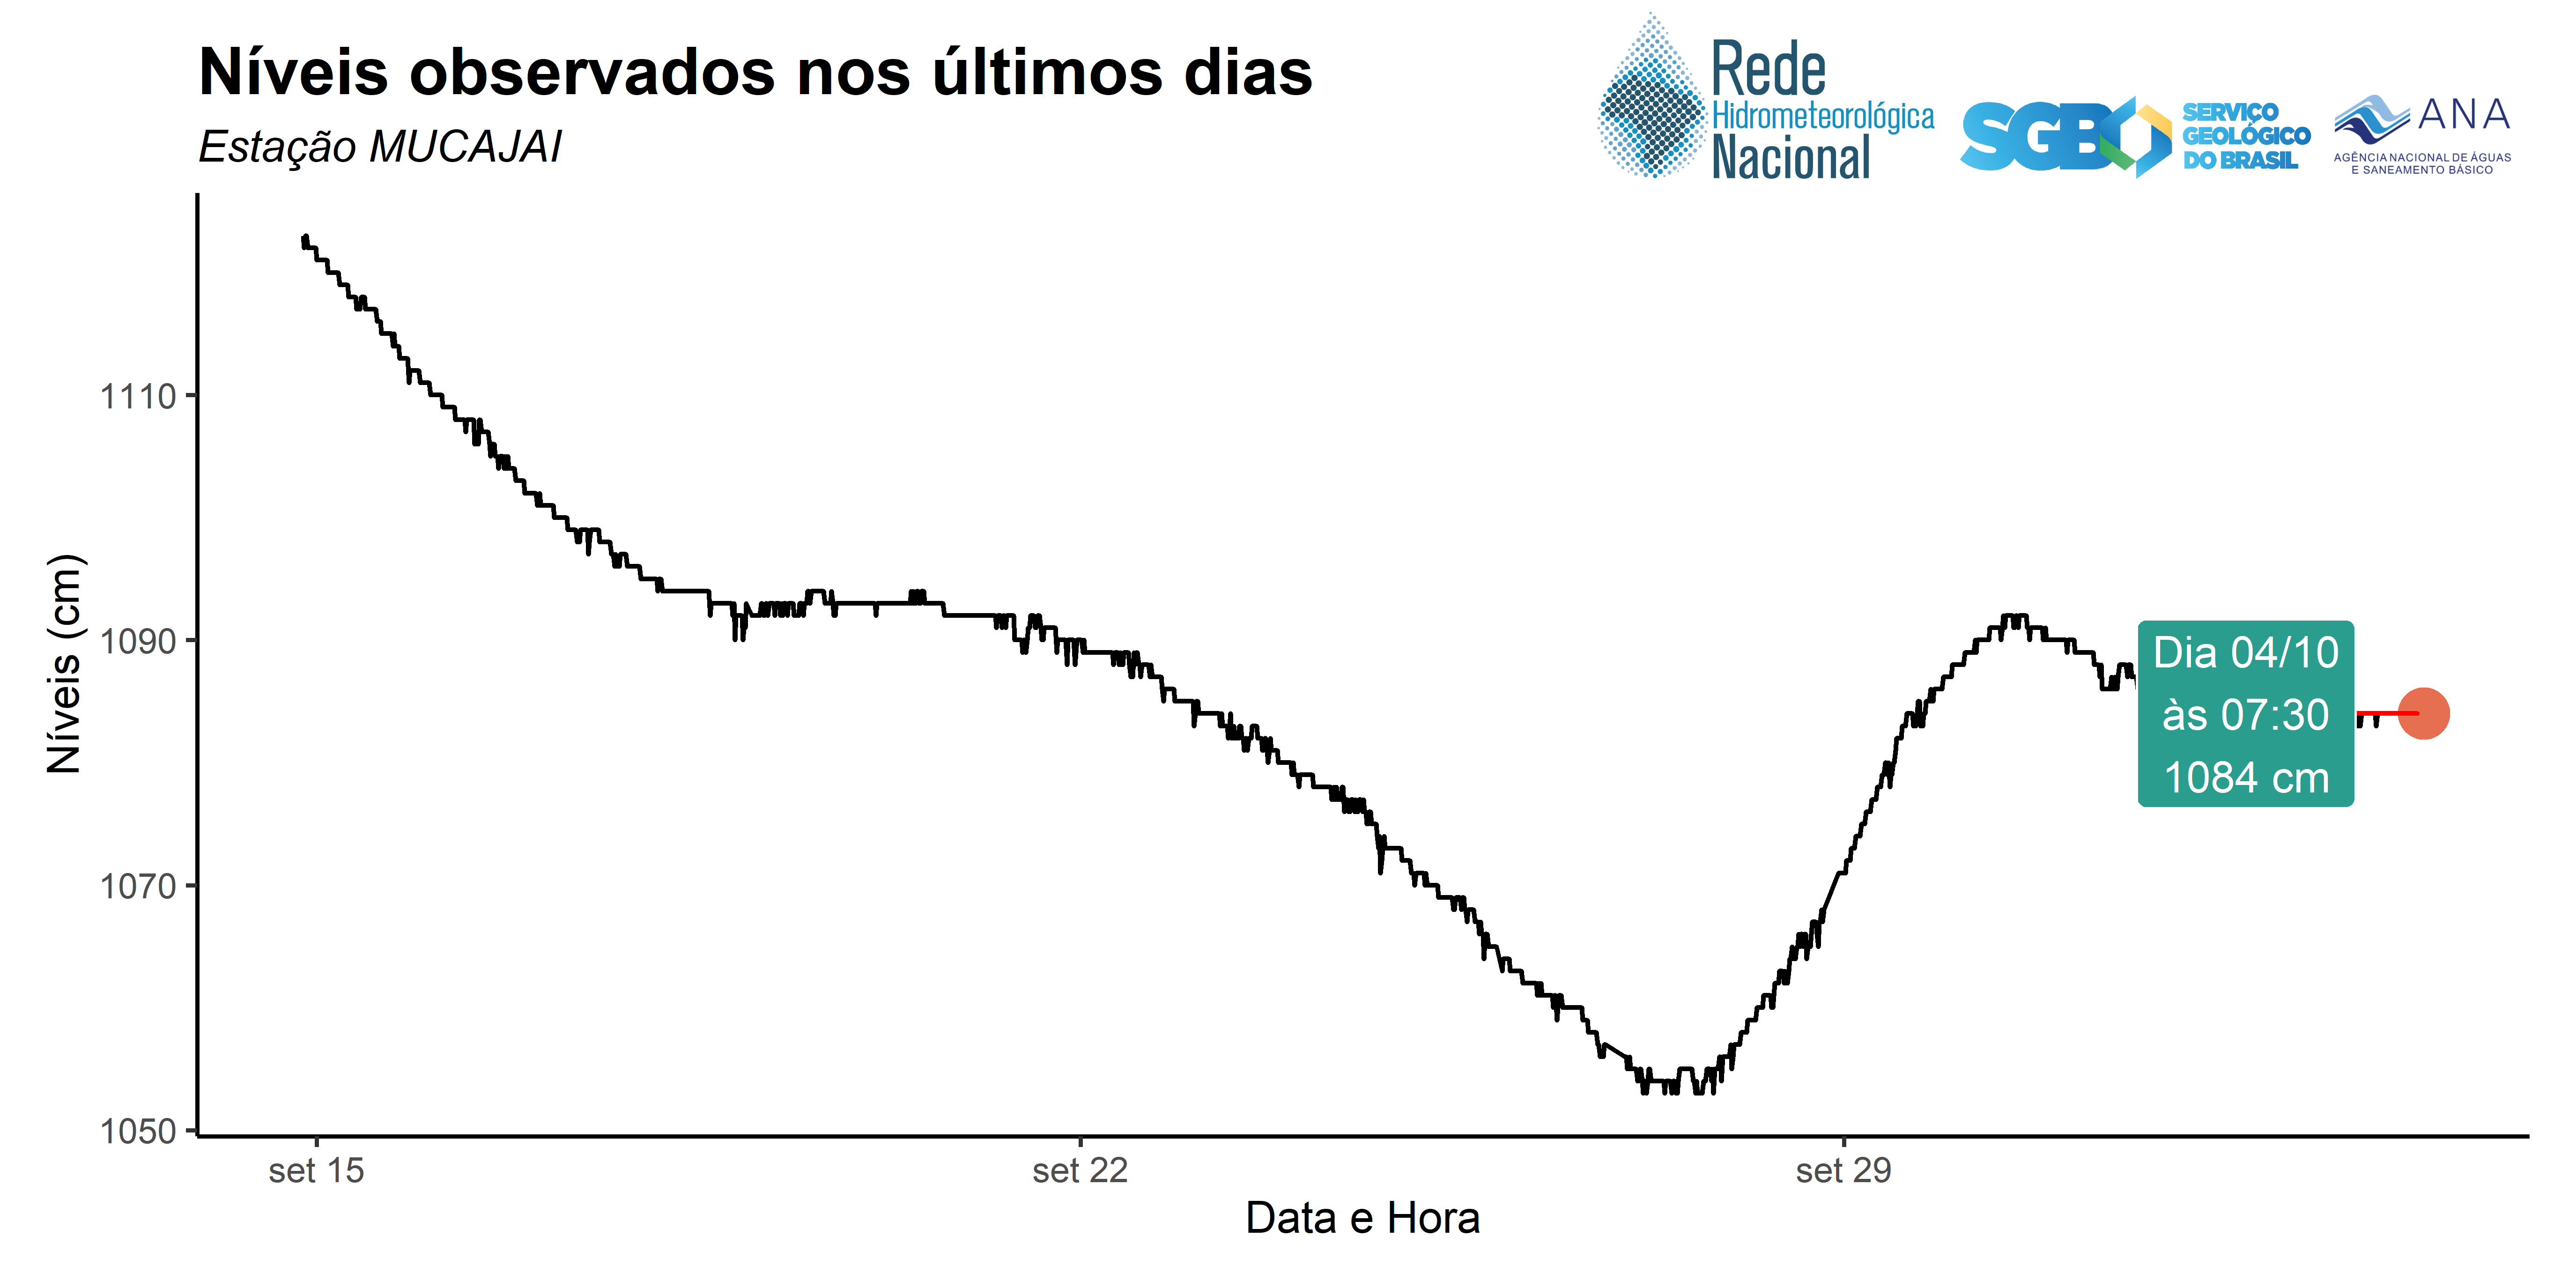 Níveis observados nos últimos dias
Estação MUCAJAI
Rede
Hidrometeorológica
Nacional
SGB
SERVIÇO
GEOLÓGICO
DO BRASIL
ANA
AGÊNCIA NACIONAL DE ÁGUAS
E SANEAMENTO BÁSICO
Níveis (cm)
1110
1090
1070
1050
Dia 04/10
às 07:30
1084 cm
set 15
set 22
set 29
Data e Hora